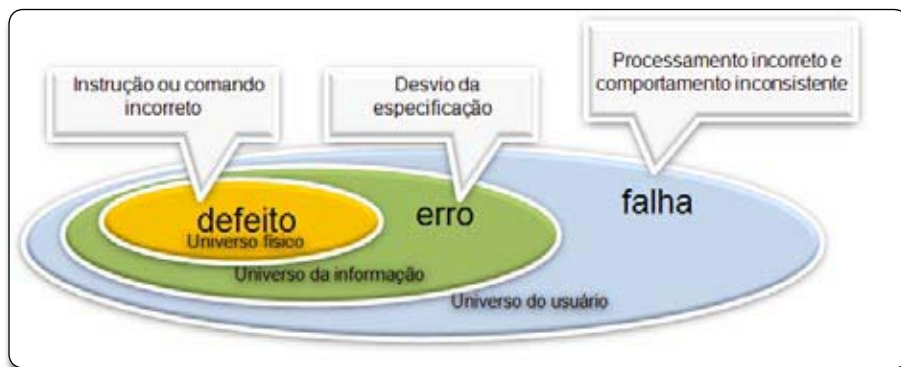 Instrução ou comando
incorreto
Desvio da
especificação
Processamento incorreto e
comportamento inconsistente
defeito
Universo físico
erro
Universo da informação
falha
Universo do usuário